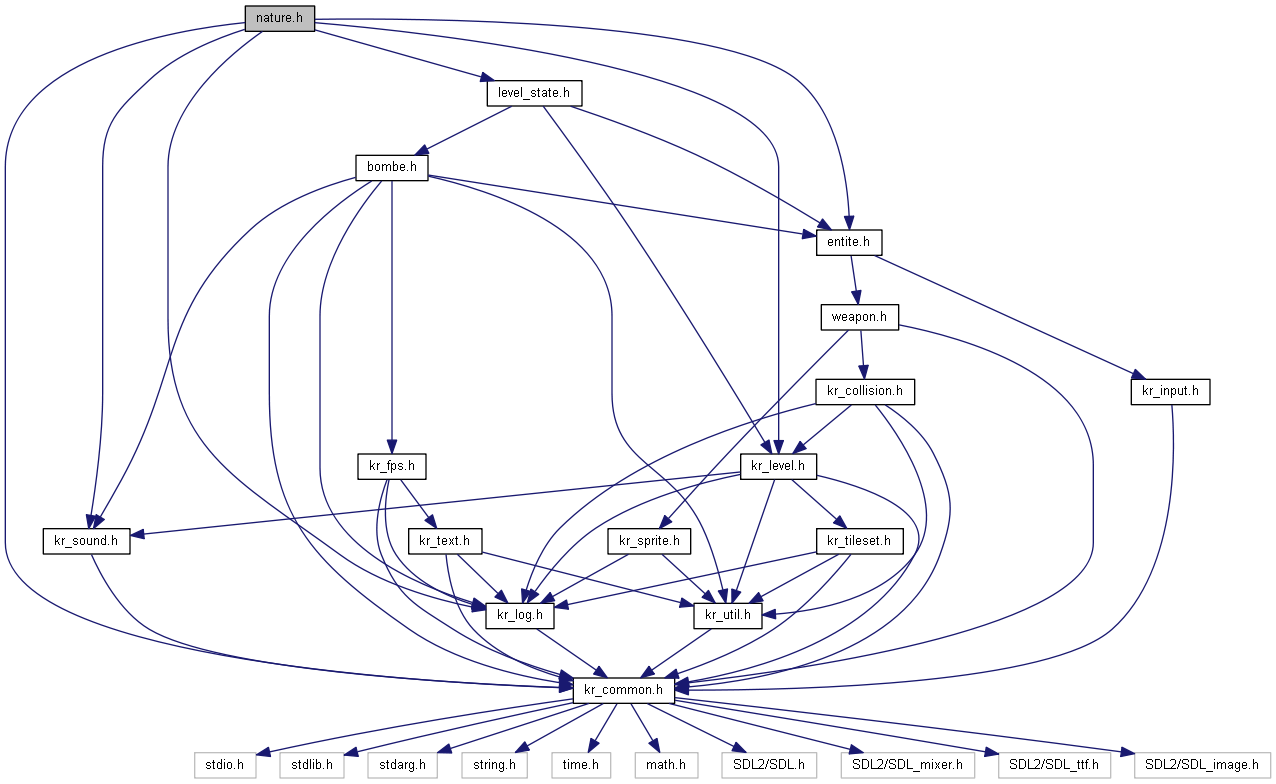 nature.h
level_state.h
bombe.h
entite.h
weapon.h
kr_collision.h
kr_input.h
kr_fps.h
kr_level.h
kr_sound.h
kr_text.h
kr_sprite.h
kr_tileset.h
kr_log.h
kr_util.h
kr_common.h
stdio.h
stdlib.h
stdarg.h
string.h
time.h
math.h
SDL2/SDL.h
SDL2/SDL_mixer.h
SDL2/SDL_ttf.h
SDL2/SDL_image.h